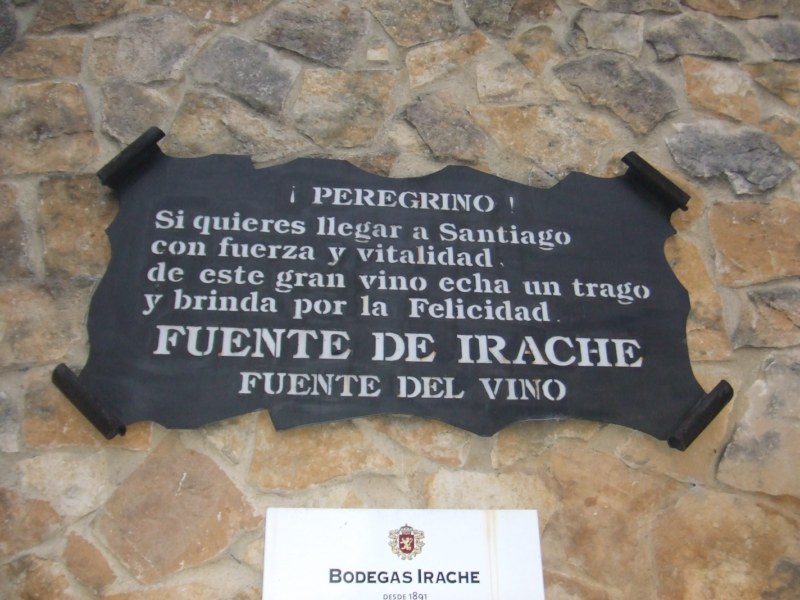 ¡ PEREGRINO !
Si quieres llegar a Santiago
con fuerza y vitalidad,
de este gran vino echa un trago
y brinda por la Felicidad.
FUENTE DE IRACHE
FUENTE DEL VINO
BODEGAS IRACHE
DESDE 1891